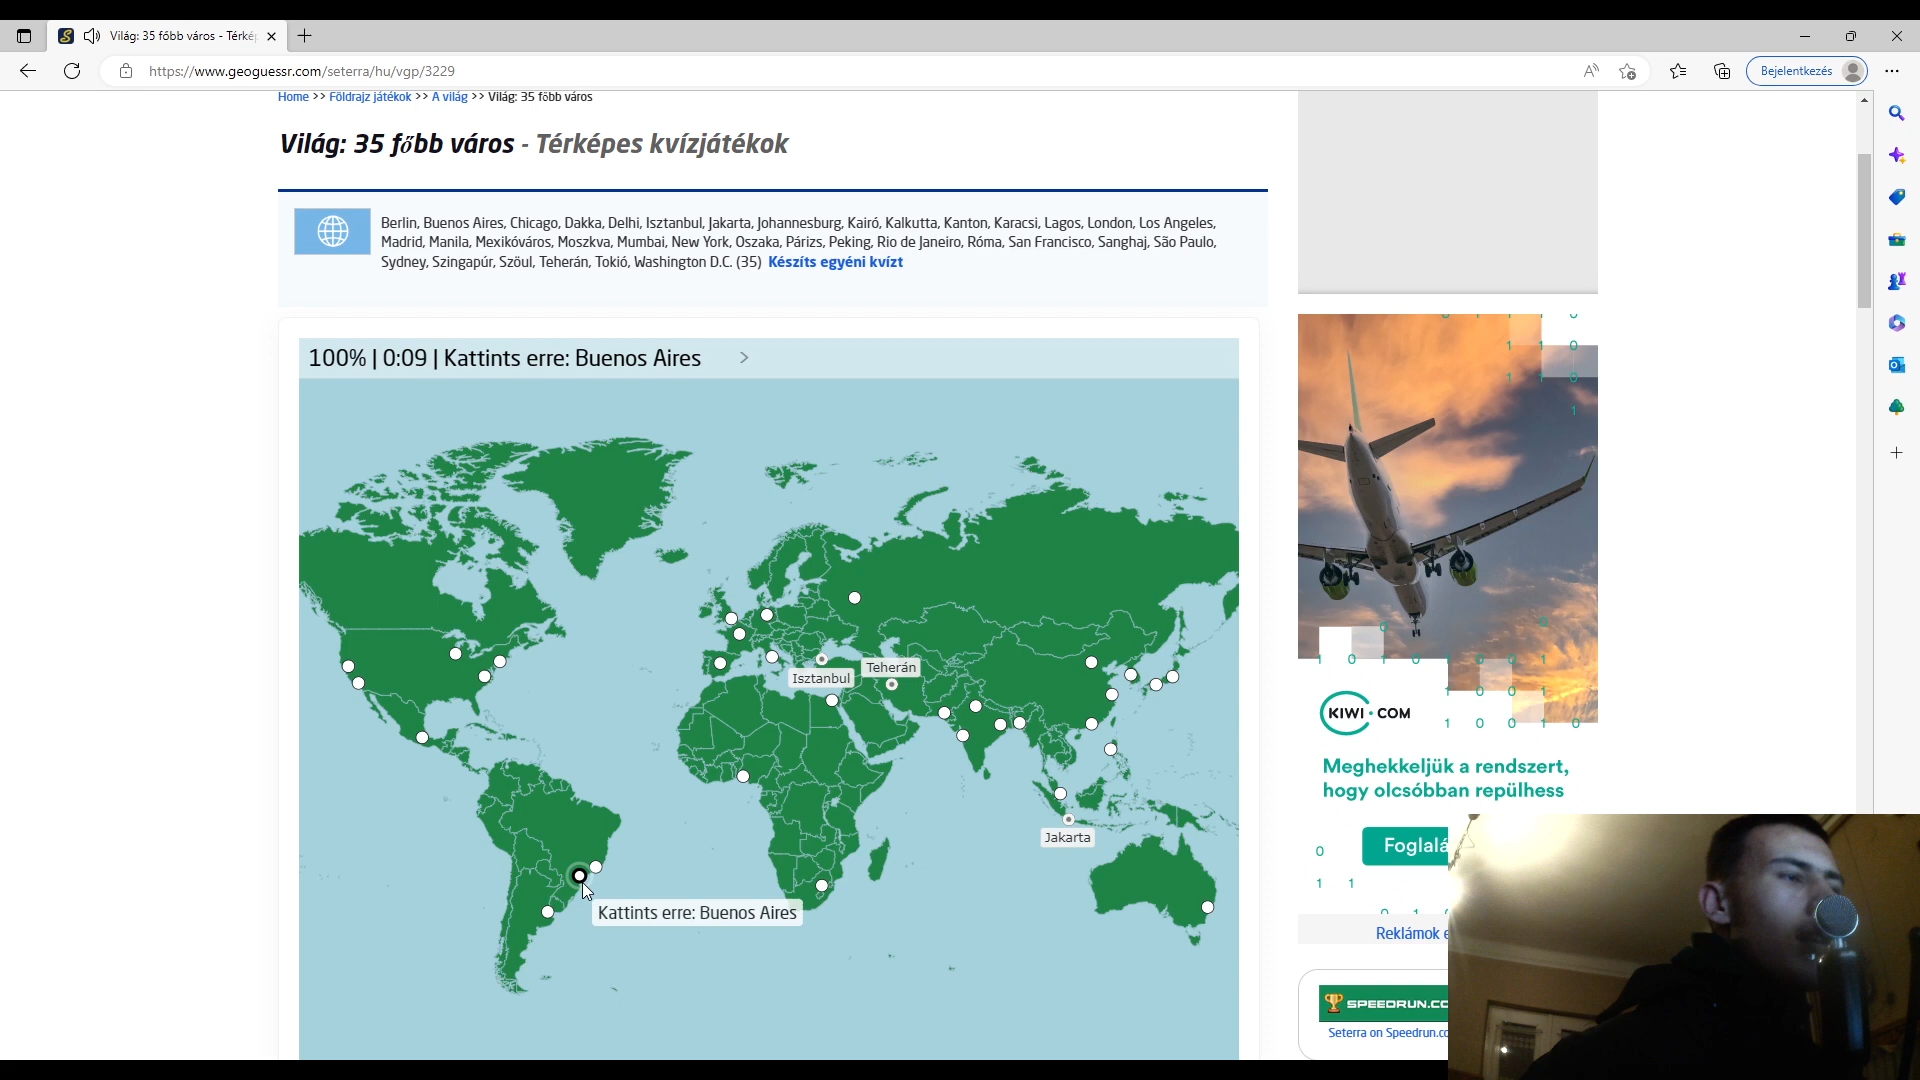 Világ: 35 főbb város - Térké
https://www.geoguessr.com/seterra/hu/vgp/3229
Bejelentkezés
Home >> Földrajz játékok >> A világ >> Világ: 35 főbb város
Világ: 35 főbb város - Térképes kvízjátékok
Berlin, Buenos Aires, Chicago, Dakka, Delhi, Isztanbul, Jakarta, Johannesburg, Kairó, Kalkutta, Kanton, Karacsi, Lagos, London, Los Angeles,
Madrid, Manila, Mexikóváros, Moszkva, Mumbai, New York, Oszaka, Párizs, Peking, Rio de Janeiro, Róma, San Francisco, Sanghaj, São Paulo,
Sydney, Szingapúr, Szöul, Teherán, Tokió, Washington D.C. (35) Készíts egyéni kvízt
100% | 0:09 | Kattints erre: Buenos Aires >
Teherán
Isztanbul
Jakarta
Kattints erre: Buenos Aires
KIWI.COM
Meghekkeljük a rendszert,
hogy olcsóbban repülhess
Foglalá
Reklámok e
SPEEDRUN.CO
Seterra on Speedrun.co